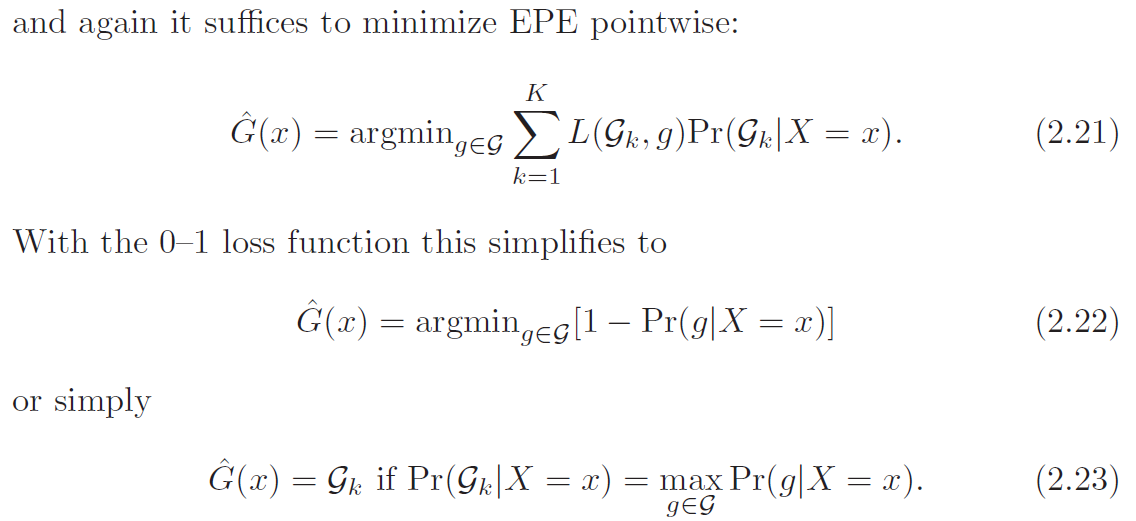 and again it suffices to minimize EPE pointwise:
Ĝ(x) = argmin_{g∈𝒢} ∑_{k=1}^{K} L(𝒢_k, g)Pr(𝒢_k|X = x). (2.21)
With the 0–1 loss function this simplifies to
Ĝ(x) = argmin_{g∈𝒢}[1 − Pr(g|X = x)] (2.22)
or simply
Ĝ(x) = 𝒢_k if Pr(𝒢_k|X = x) = max_{g∈𝒢} Pr(g|X = x). (2.23)